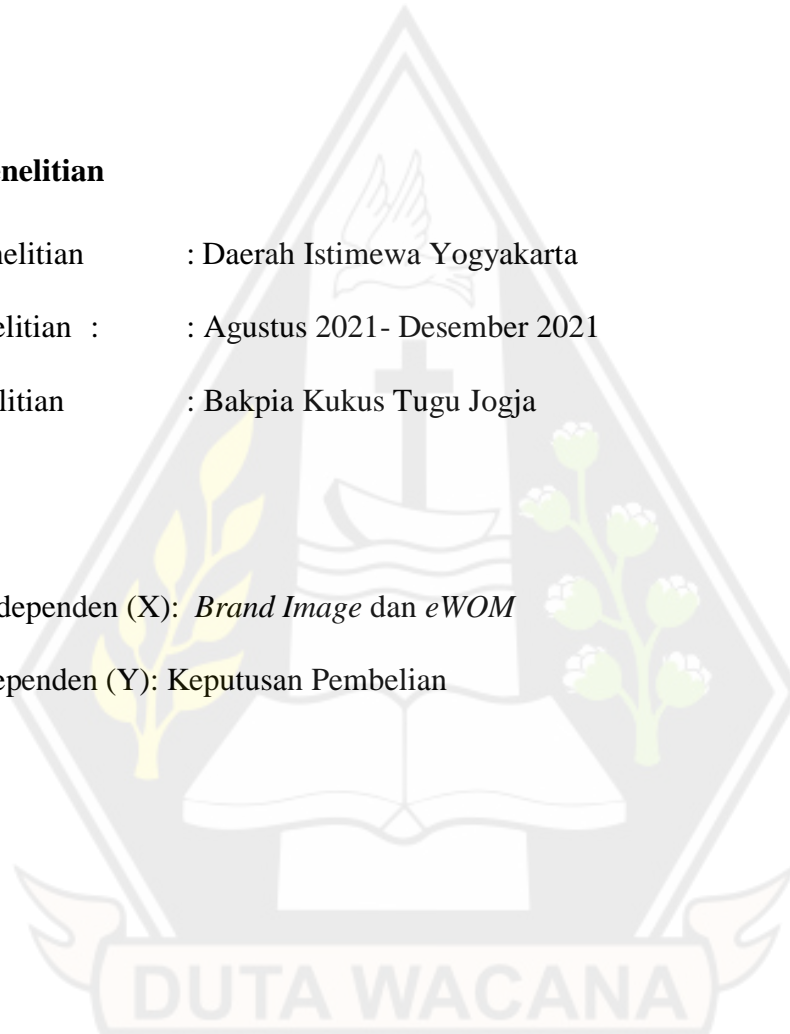 enelitian
nelitian : Daerah Istimewa Yogyakarta
elitian : : Agustus 2021- Desember 2021
litian : Bakpia Kukus Tugu Jogja
dependen (X): Brand Image dan eWOM
ependen (Y): Keputusan Pembelian
DUTA WACANA